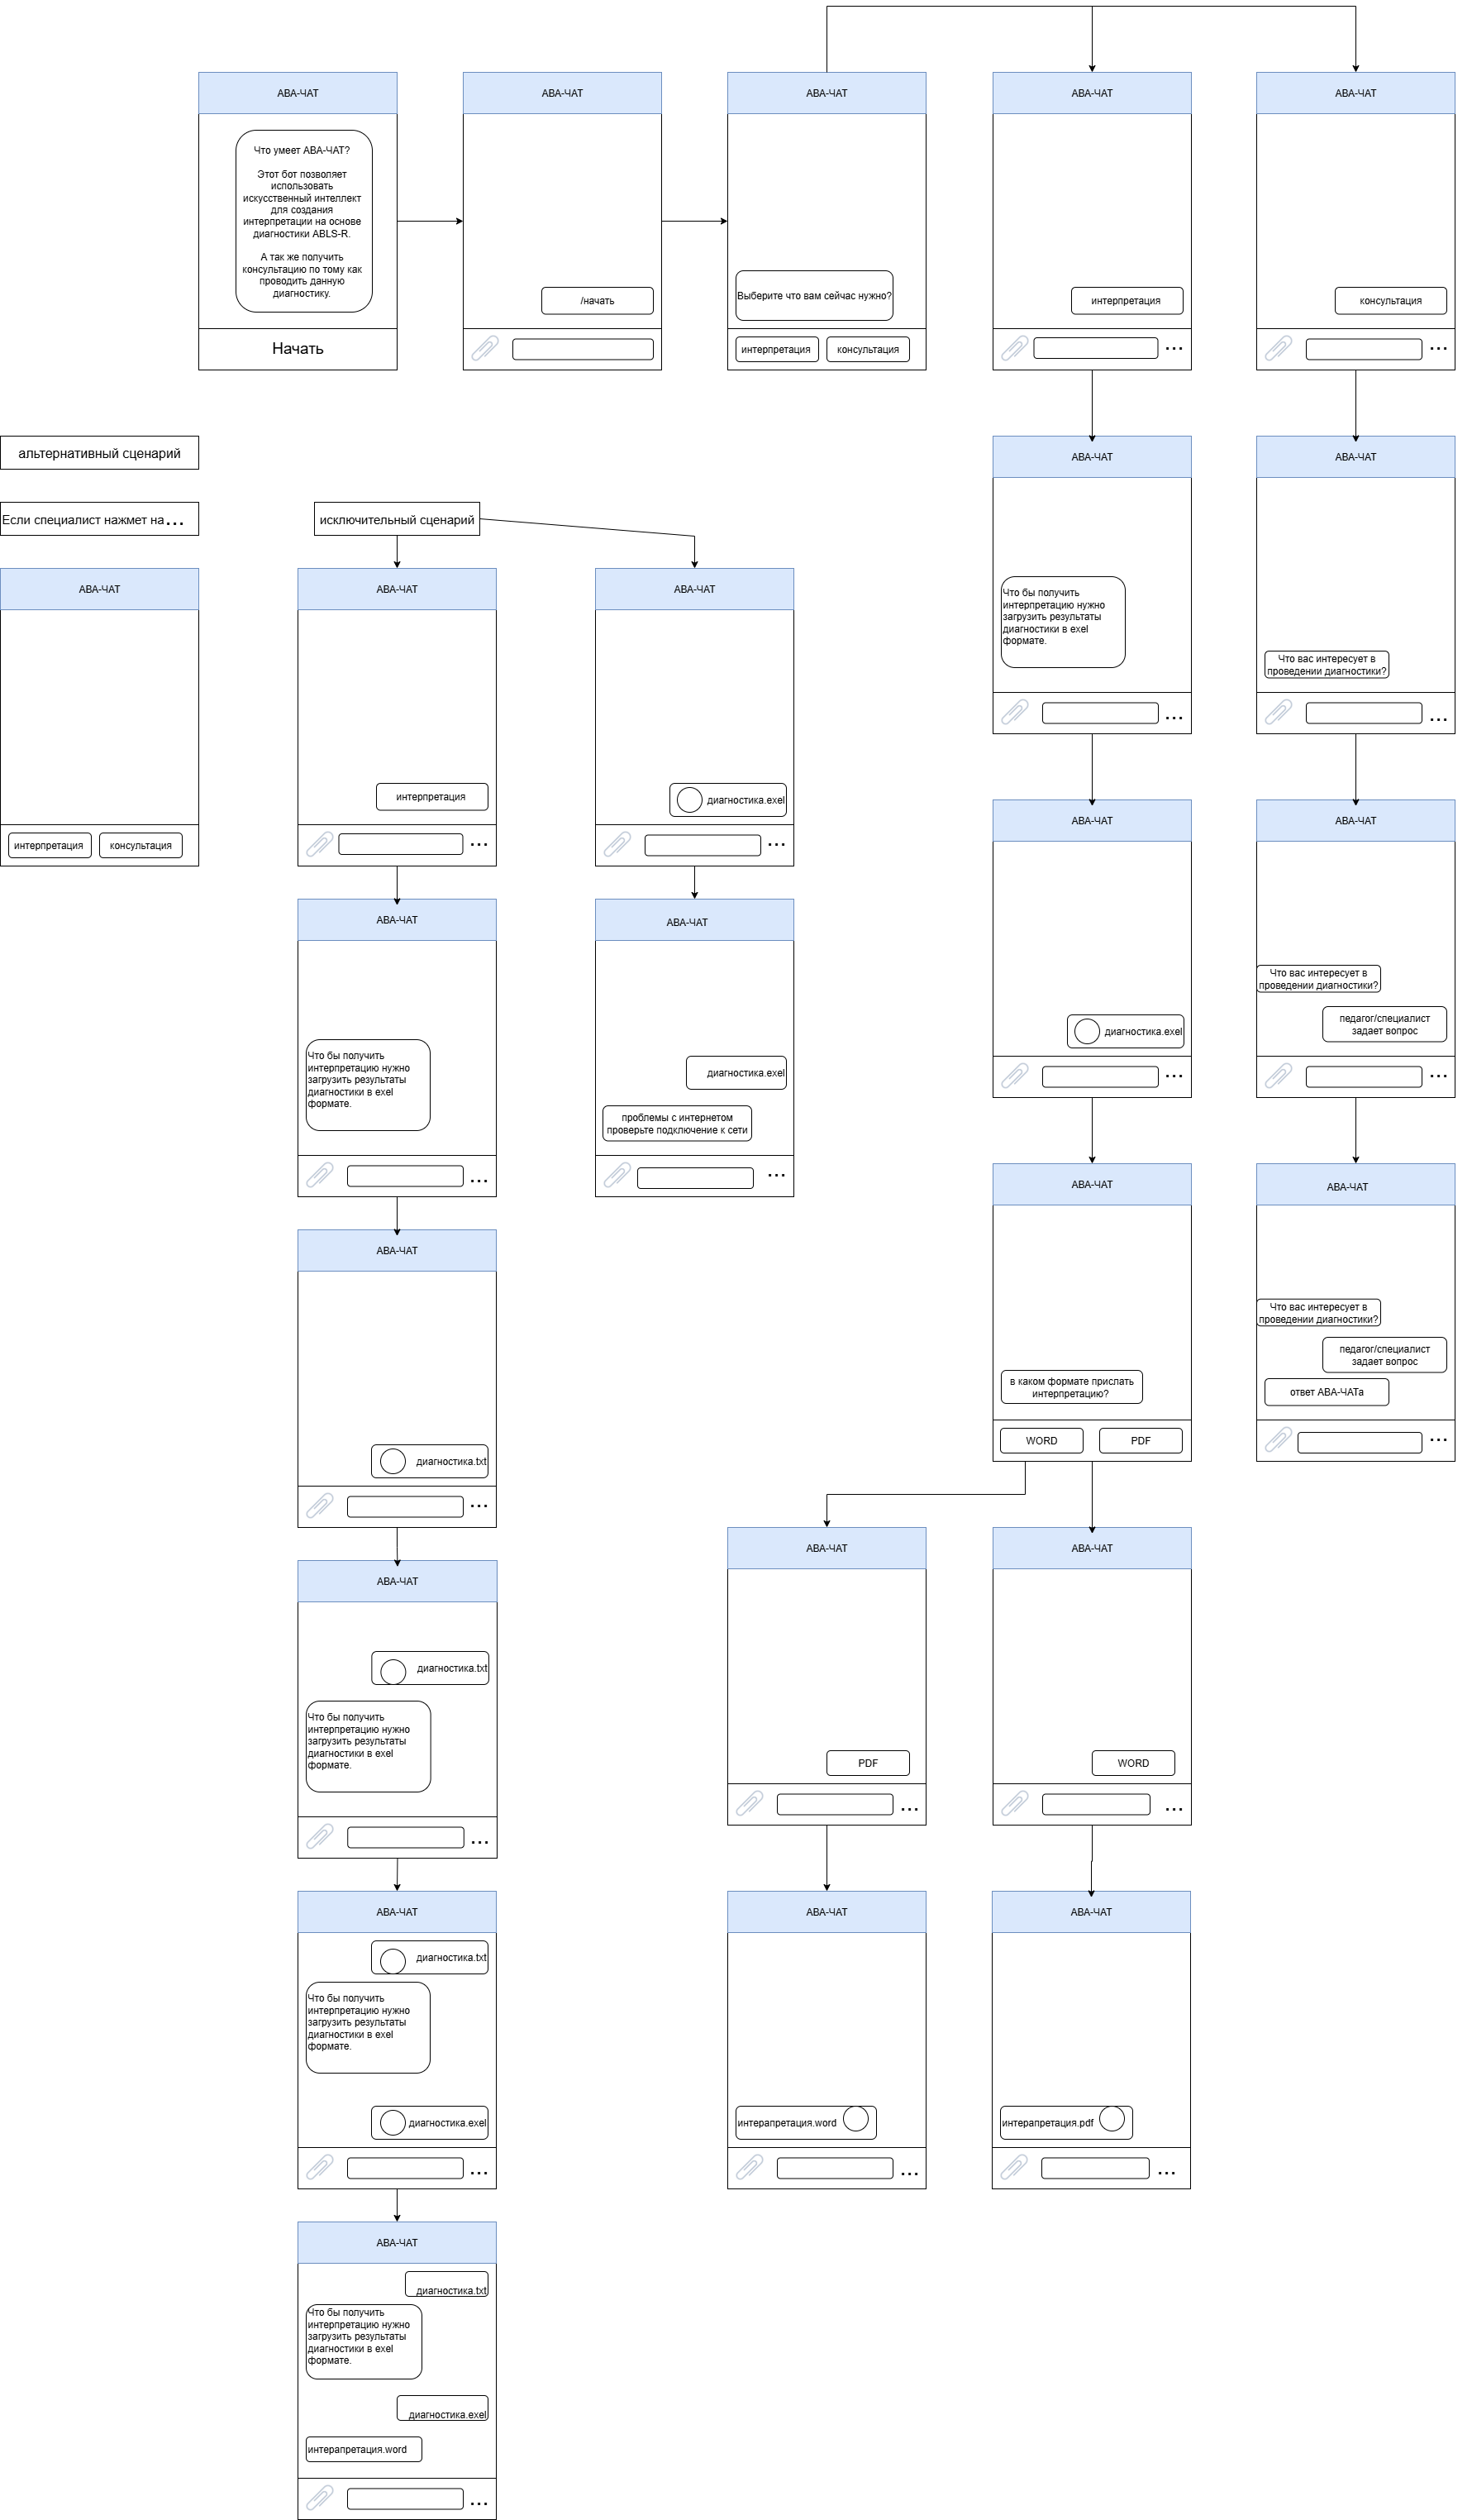 АВА-ЧАТ
АВА-ЧАТ
АВА-ЧАТ
АВА-ЧАТ
АВА-ЧАТ
Что умеет АВА-ЧАТ?
Этот бот позволяет
использовать
искусственный интеллект
для создания
интерпретации на основе
диагностики ABLS-R.
А так же получить
консультацию по тому как
проводить данную
диагностику.
Начать
/начать
Выберите что вам сейчас нужно?
интерпретация
консультация
интерпретация
...
консультация
...
альтернативный сценарий
Если специалист нажмет на...
АВА-ЧАТ
интерпретация
консультация
исключительный сценарий
АВА-ЧАТ
интерпретация
...
АВА-ЧАТ
Что бы получить
интерпретацию нужно
загрузить результаты
диагностики в exel
формате.
...
АВА-ЧАТ
диагностика.txt
...
АВА-ЧАТ
диагностика.txt
Что бы получить
интерпретацию нужно
загрузить результаты
диагностики в exel
формате.
...
АВА-ЧАТ
диагностика.txt
Что бы получить
интерпретацию нужно
загрузить результаты
диагностики в exel
формате.
диагностика.exel
...
АВА-ЧАТ
диагностика.txt
Что бы получить
интерпретацию нужно
загрузить результаты
диагностики в exel
формате.
диагностика.exel
интерапретация.word
...
АВА-ЧАТ
диагностика.exel
...
АВА-ЧАТ
диагностика.exel
проблемы с интернетом
проверьте подключение к сети
...
АВА-ЧАТ
Что бы получить
интерпретацию нужно
загрузить результаты
диагностики в exel
формате.
...
АВА-ЧАТ
диагностика.exel
...
АВА-ЧАТ
в каком формате прислать
интерпретацию?
WORD
PDF
АВА-ЧАТ
PDF
...
АВА-ЧАТ
интерапретация.word
...
АВА-ЧАТ
WORD
...
АВА-ЧАТ
интерапретация.pdf
...
АВА-ЧАТ
Что вас интересует в
проведении диагностики?
...
АВА-ЧАТ
Что вас интересует в
проведении диагностики?
педагог/специалист
задает вопрос
...
АВА-ЧАТ
Что вас интересует в
проведении диагностики?
педагог/специалист
задает вопрос
ответ АВА-ЧАТа
...